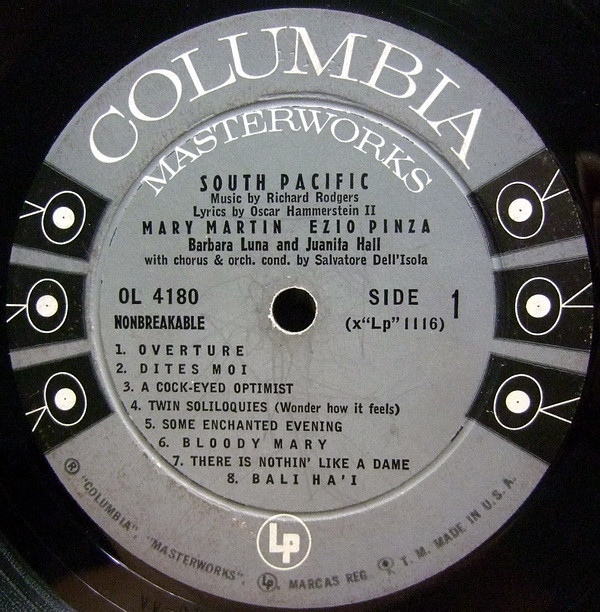 COLUMBIA
MASTERWORKS
SOUTH PACIFIC
Music by Richard Rodgers
Lyrics by Oscar Hammerstein II
MARY MARTIN EZIO PINZA
Barbara Luna and Juanita Hall
with chorus & orch. cond. by Salvatore Dell'Isola
OL 4180
NONBREAKABLE
SIDE 1
(x"Lp" 1116)
1. OVERTURE
2. DITES MOI
3. A COCK-EYED OPTIMIST
4. TWIN SOLILOQUIES (Wonder how it feels)
5. SOME ENCHANTED EVENING
6. BLOODY MARY
7. THERE IS NOTHIN' LIKE A DAME
8. BALI HA'I
Lp
® "COLUMBIA", "MASTERWORKS", Lp, MARCAS REG. T. M. MADE IN U. S. A.